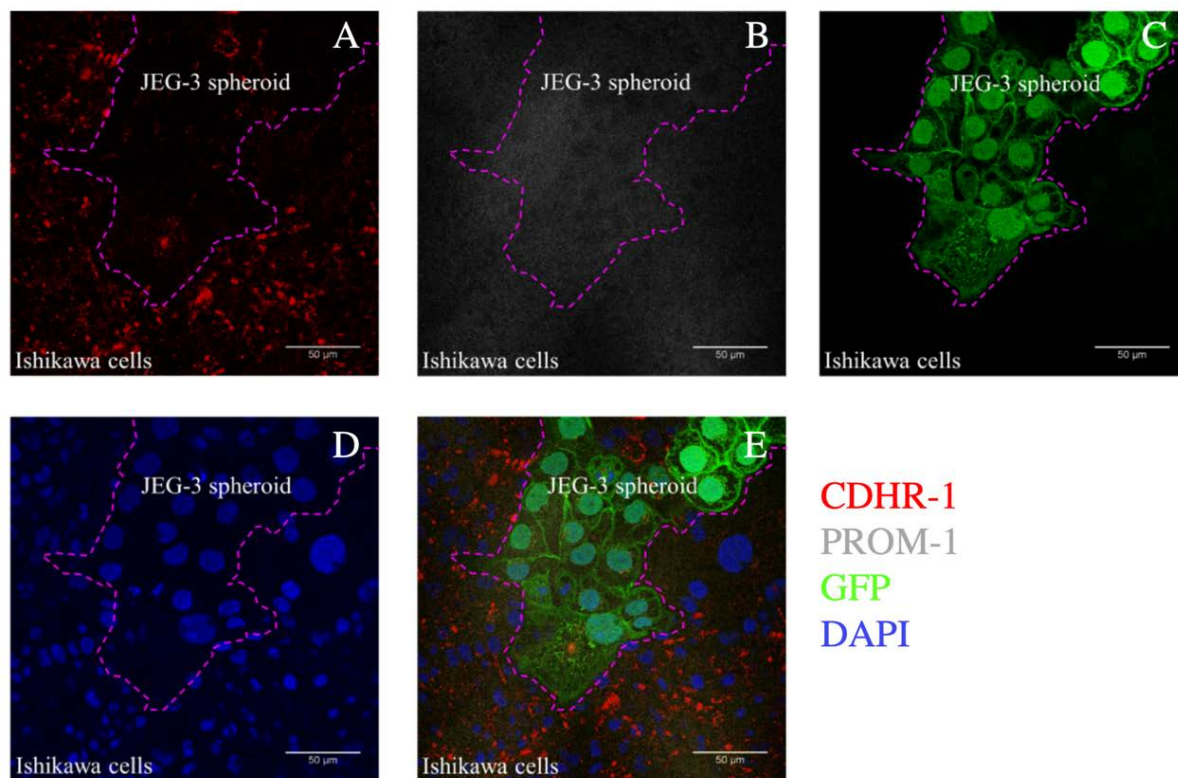 A
JEG-3 spheroid
50 µm
Ishikawa cells
B
JEG-3 spheroid
50 µm
Ishikawa cells
C
JEG-3 spheroid
50 µm
Ishikawa cells
D
JEG-3 spheroid
50 µm
Ishikawa cells
E
JEG-3 spheroid
50 µm
Ishikawa cells
CDHR-1
PROM-1
GFP
DAPI